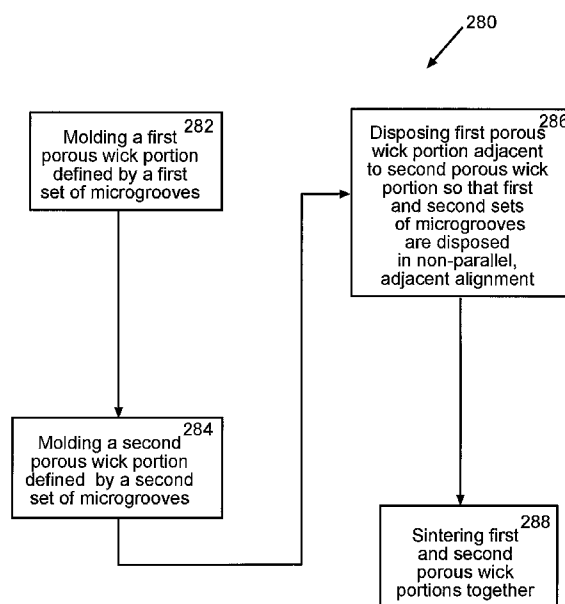 280
282
Molding a first
porous wick portion
defined by a first
set of microgrooves
284
Molding a second
porous wick portion
defined by a second
set of microgrooves
286
Disposing first porous
wick portion adjacent
to second porous wick
portion so that first
and second sets
of microgrooves
are disposed
in non-parallel,
adjacent alignment
288
Sintering first
and second
porous wick
portions together